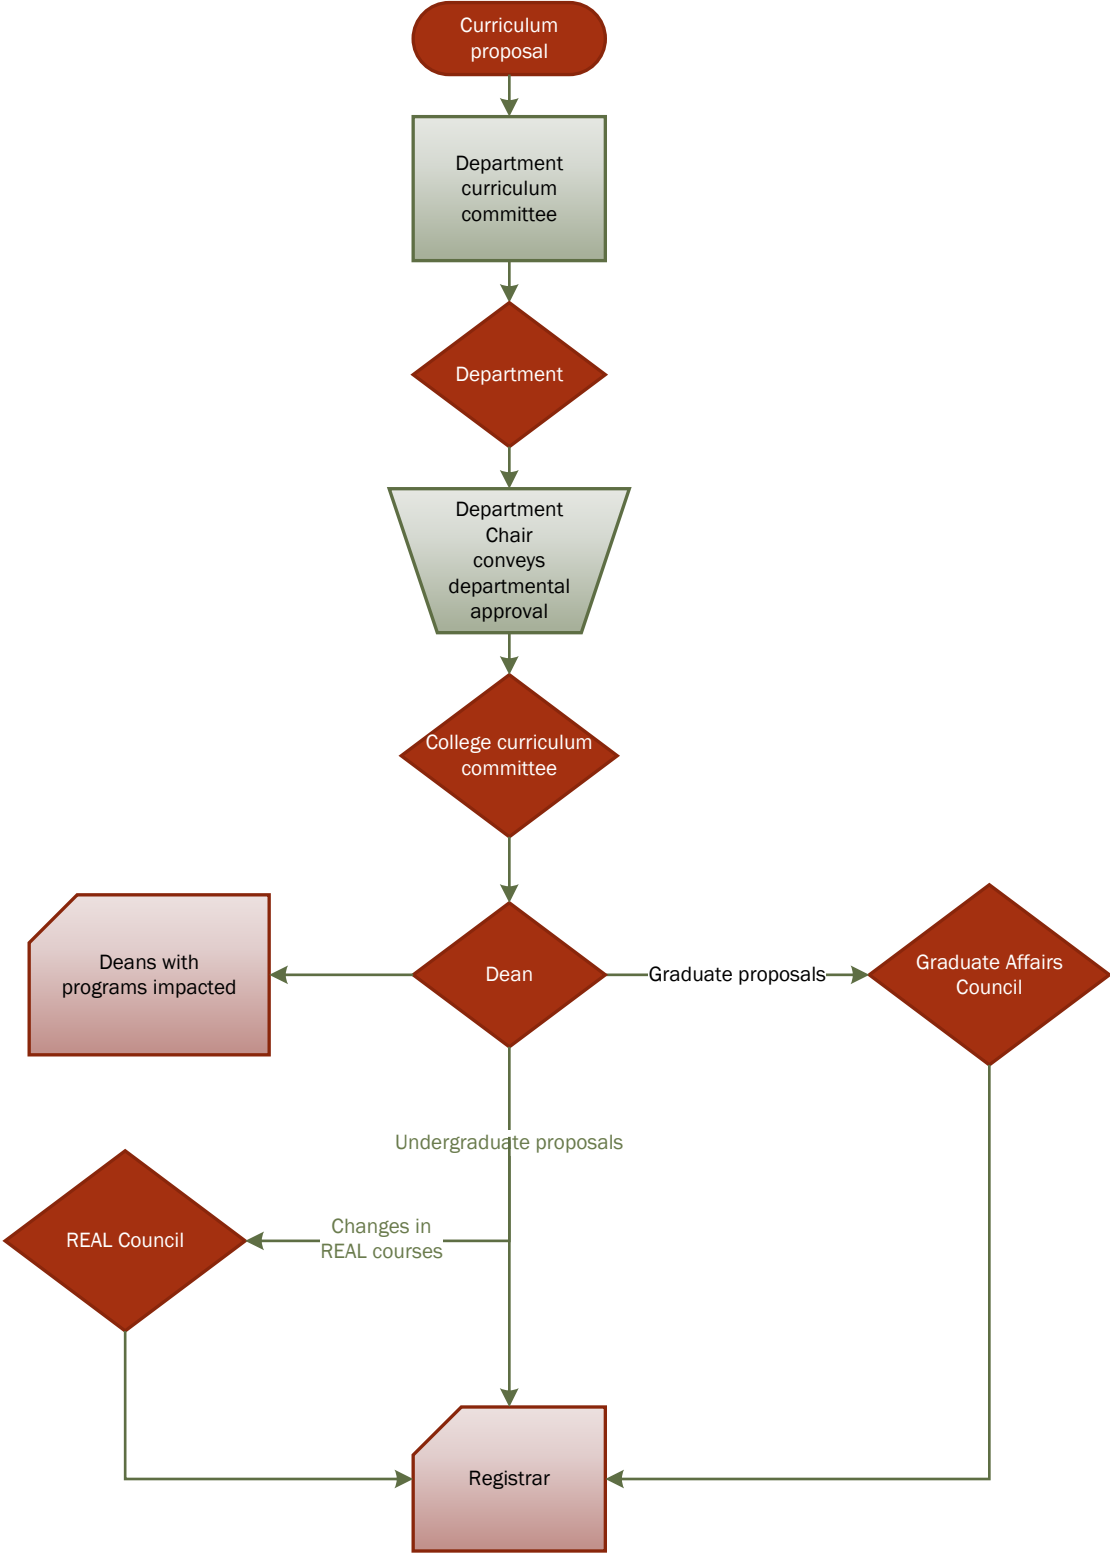 Curriculum
proposal
Department
curriculum
committee
Department
Department
Chair
conveys
departmental
approval
College curriculum
committee
Deans with
programs impacted
Dean
Graduate proposals
Graduate Affairs
Council
Undergraduate proposals
REAL Council
Changes in
REAL courses
Registrar